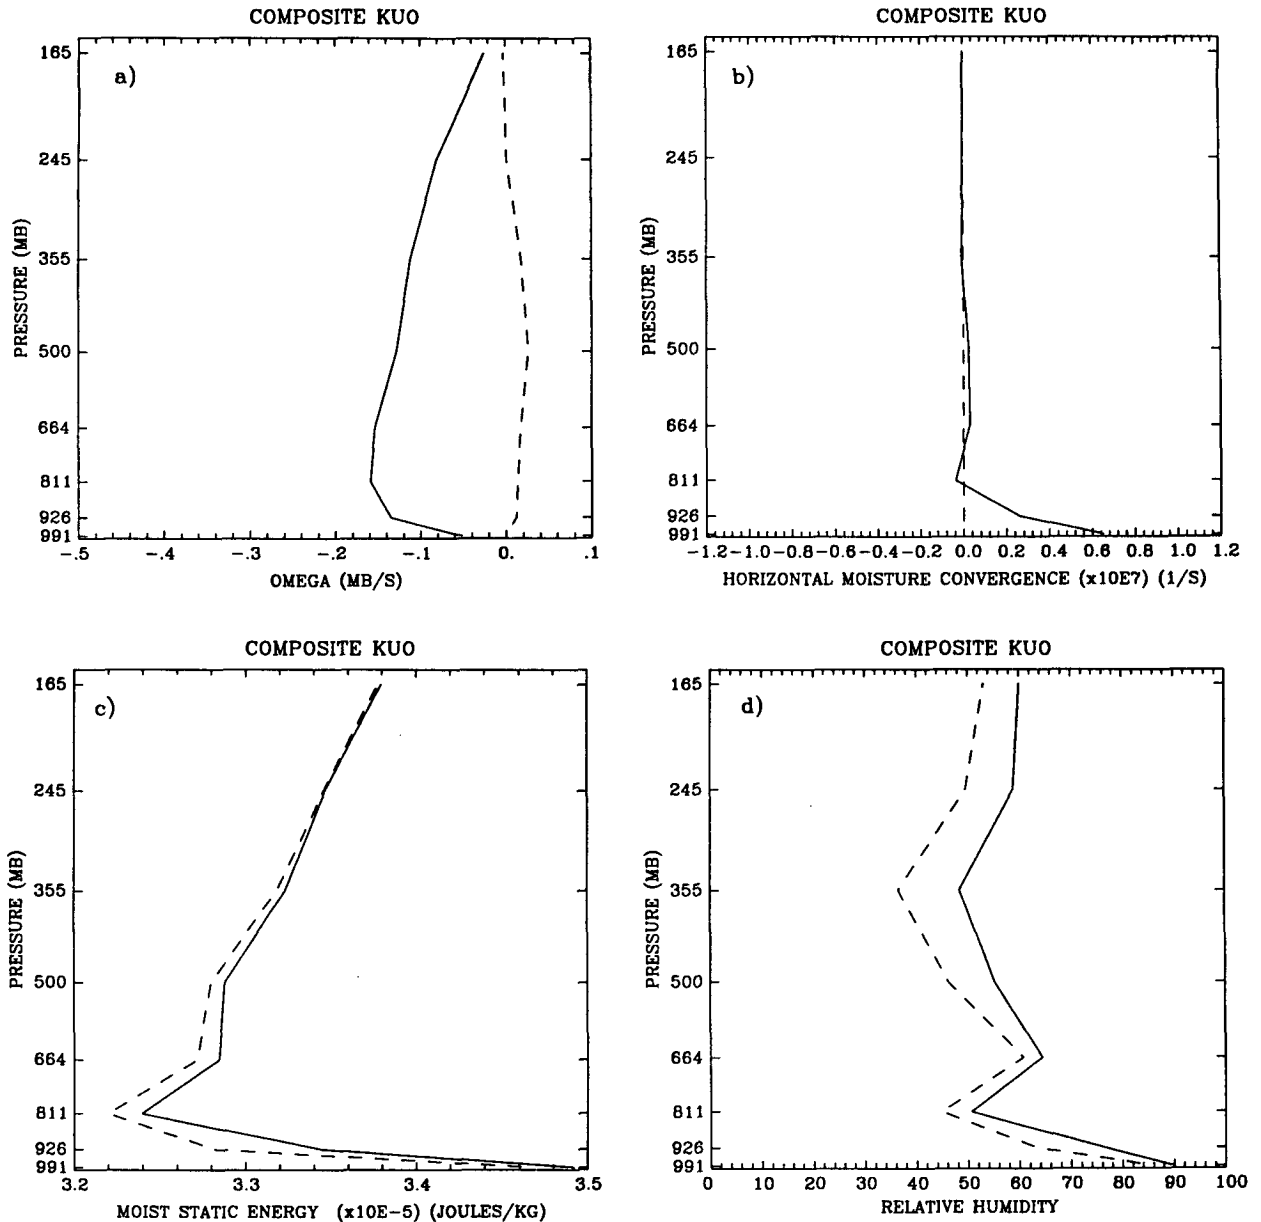 COMPOSITE KUO
a)
165
245
355
500
664
811
926
991
PRESSURE (MB)
-.5 -.4 -.3 -.2 -.1 0. .1
OMEGA (MB/S)
COMPOSITE KUO
b)
165
245
355
500
664
811
926
991
PRESSURE (MB)
-1.2-1.0-0.8-0.6-0.4-0.2 0.0 0.2 0.4 0.6 0.8 1.0 1.2
HORIZONTAL MOISTURE CONVERGENCE (x10E7) (1/S)
COMPOSITE KUO
c)
165
245
355
500
664
811
926
991
PRESSURE (MB)
3.2 3.3 3.4 3.5
MOIST STATIC ENERGY (x10E-5) (JOULES/KG)
COMPOSITE KUO
d)
165
245
355
500
664
811
926
991
PRESSURE (MB)
0 10 20 30 40 50 60 70 80 90 100
RELATIVE HUMIDITY